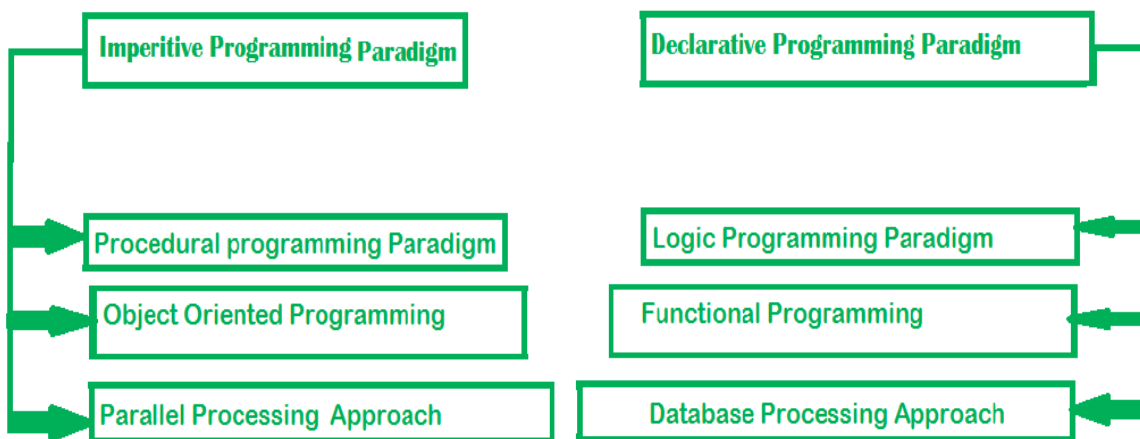 Imperitive Programming Paradigm
Declarative Programming Paradigm
Procedural programming Paradigm
Logic Programming Paradigm
Object Oriented Programming
Functional Programming
Parallel Processing Approach
Database Processing Approach